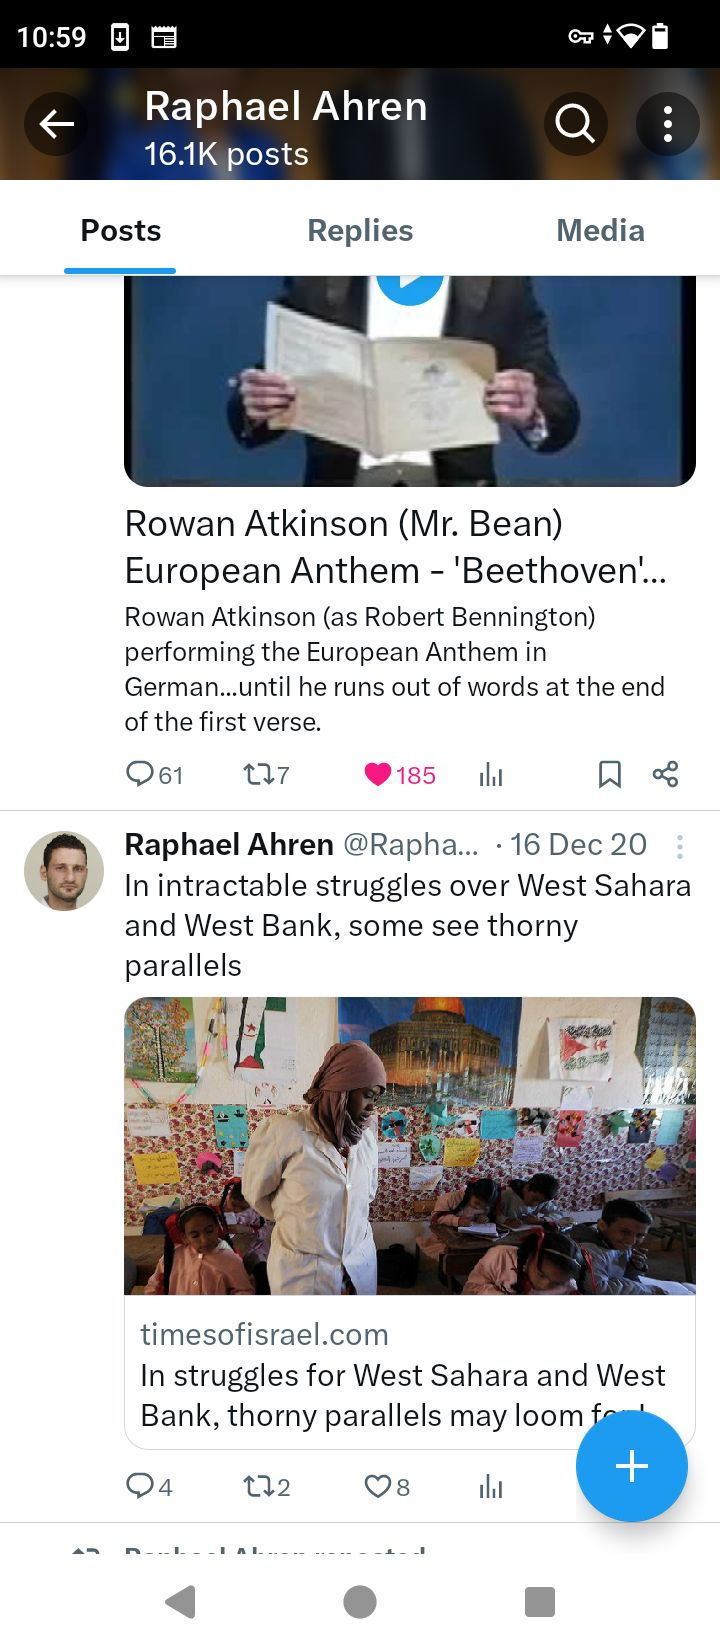 10:59
Raphael Ahren
16.1K posts
Posts
Replies
Media
Rowan Atkinson (Mr. Bean)
European Anthem - 'Beethoven'...
Rowan Atkinson (as Robert Bennington)
performing the European Anthem in
German...until he runs out of words at the end
of the first verse.
61
7
185
Raphael Ahren @Rapha... · 16 Dec 20
In intractable struggles over West Sahara
and West Bank, some see thorny
parallels
timesofisrael.com
In struggles for West Sahara and West
Bank, thorny parallels may loom
4
2
8
Raphael Ahren reposted